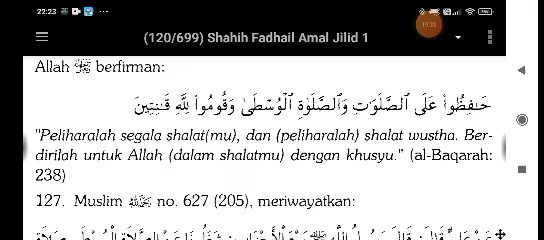 22:23
19:33
(120/699) Shahih Fadhail Amal Jilid 1
Allah ﷻ berfirman:
حَـٰفِظُوا۟ عَلَى ٱلصَّلَوَٰتِ وَٱلصَّلَوٰةِ ٱلْوُسْطَىٰ وَقُومُوا۟ لِلَّهِ قَـٰنِتِينَ
"Peliharalah segala shalat(mu), dan (peliharalah) shalat wustha. Ber-
dirilah untuk Allah (dalam shalatmu) dengan khusyu." (al-Baqarah:
238)
127. Muslim no. 627 (205), meriwayatkan: